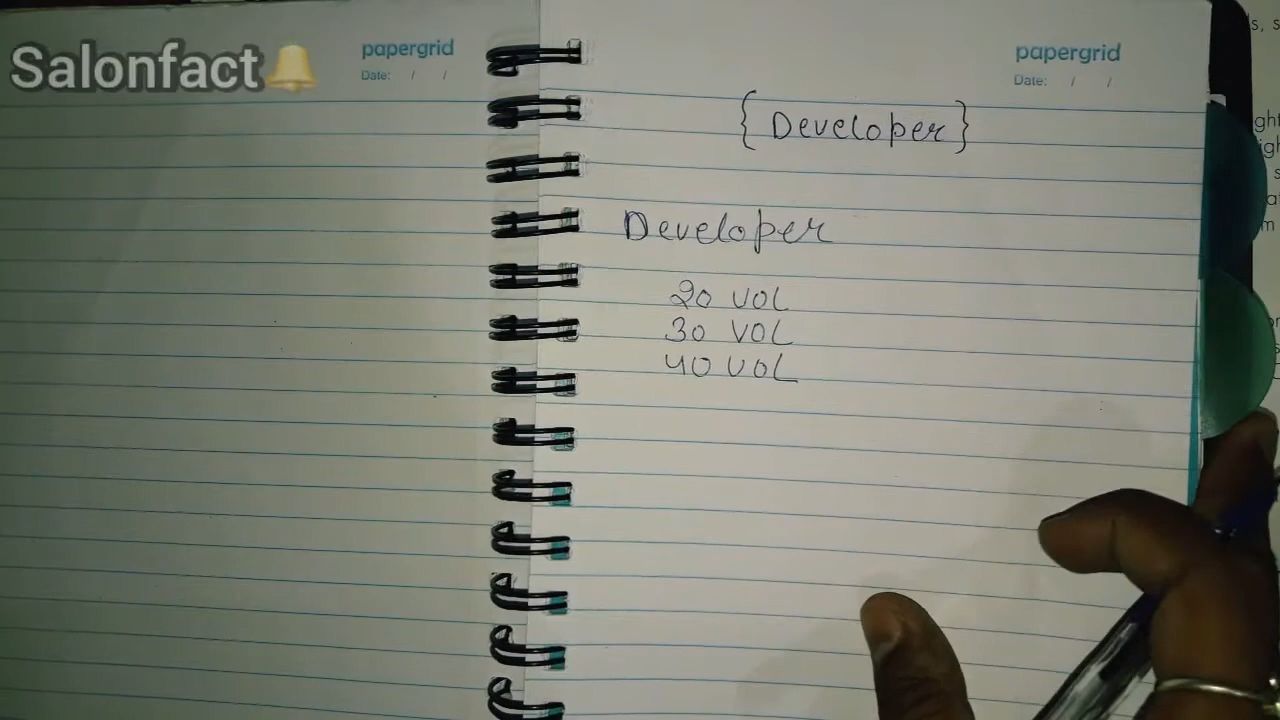 Salonfact
papergrid
Date: / /
papergrid
Date: / /
{Developer}
Developer
20 VOL
30 VOL
40 VOL